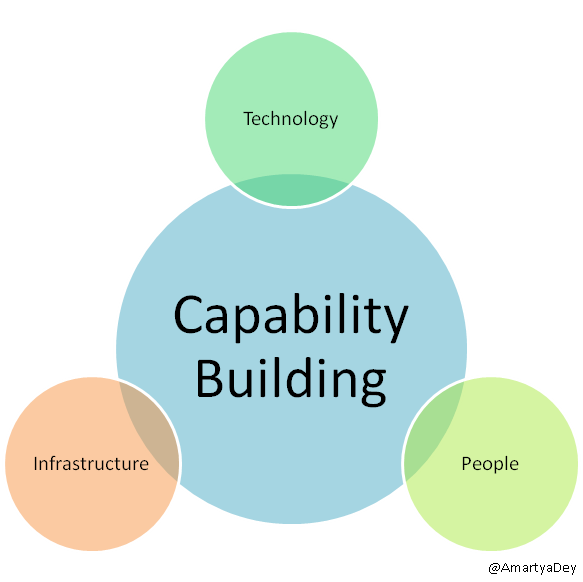 Technology
Capability
Building
Infrastructure
People
@AmartyaDey